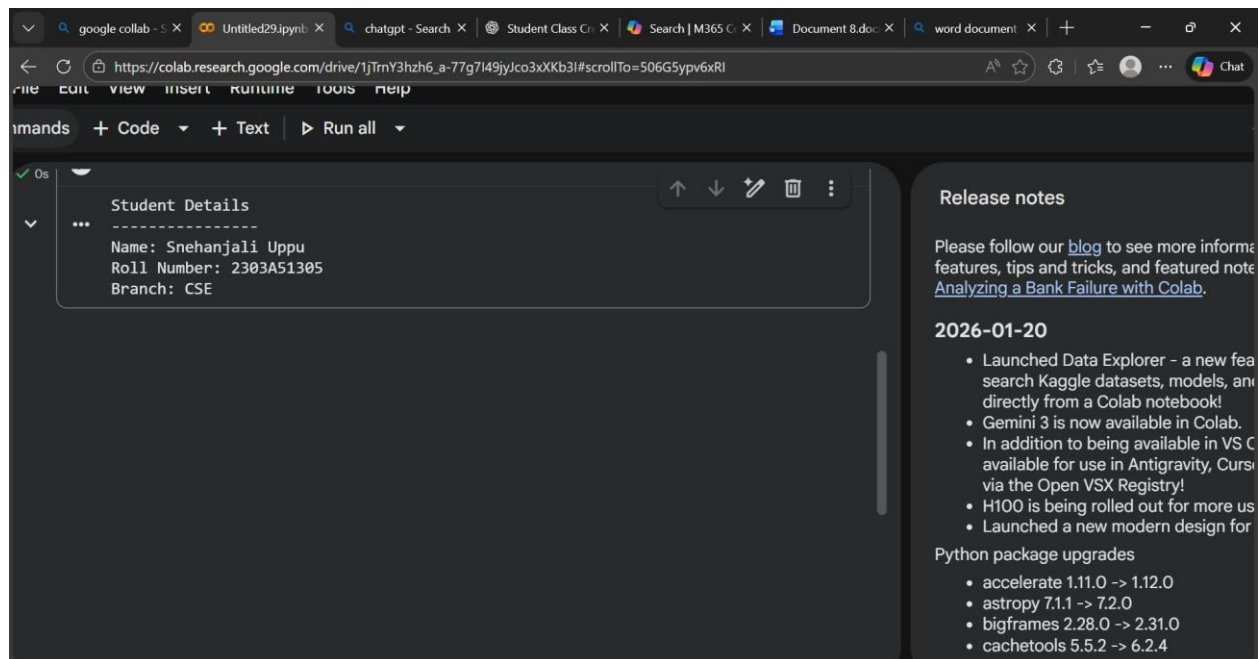 google collab - S
Untitled29.ipynb
chatgpt - Search
Student Class Cre
Search | M365 C
Document 8.doc
word document
https://colab.research.google.com/drive/1jTrnY3hzh6_a-77g7l49jyJco3xXKb3I#scrollTo=506G5ypv6xRI
Chat
File Edit View Insert Runtime Tools Help
mmands + Code + Text Run all
0s
Student Details
----------------
Name: Snehanjali Uppu
Roll Number: 2303A51305
Branch: CSE
Release notes
Please follow our blog to see more informa
features, tips and tricks, and featured note
Analyzing a Bank Failure with Colab.
2026-01-20
• Launched Data Explorer - a new fea
search Kaggle datasets, models, an
directly from a Colab notebook!
• Gemini 3 is now available in Colab.
• In addition to being available in VS C
available for use in Antigravity, Curs
via the Open VSX Registry!
• H100 is being rolled out for more us
• Launched a new modern design for
Python package upgrades
• accelerate 1.11.0 -> 1.12.0
• astropy 7.1.1 -> 7.2.0
• bigframes 2.28.0 -> 2.31.0
• cachetools 5.5.2 -> 6.2.4